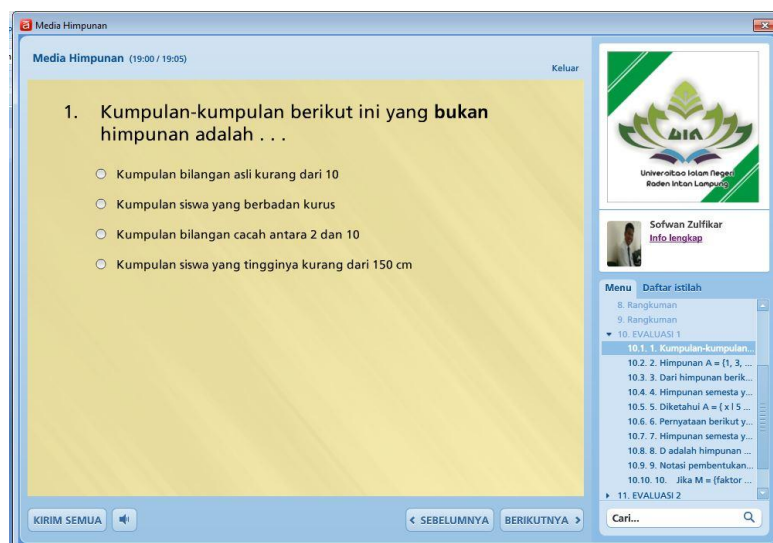 Media Himpunan
Media Himpunan (19:00 / 19:05)
Keluar
1. Kumpulan-kumpulan berikut ini yang bukan
himpunan adalah . . .
Kumpulan bilangan asli kurang dari 10
Kumpulan siswa yang berbadan kurus
Kumpulan bilangan cacah antara 2 dan 10
Kumpulan siswa yang tingginya kurang dari 150 cm
KIRIM SEMUA
SEBELUMNYA
BERIKUTNYA
UIN
Universitas Islam Negeri
Raden Intan Lampung
Sofwan Zulfikar
Info lengkap
Menu Daftar istilah
8. Rangkuman
9. Rangkuman
10. EVALUASI 1
10.1. 1. Kumpulan-kumpulan...
10.2. 2. Himpunan A = {1, 3, ...
10.3. 3. Dari himpunan berik...
10.4. 4. Himpunan semesta y...
10.5. 5. Diketahui A = { x l 5 ...
10.6. 6. Pernyataan berikut y...
10.7. 7. Himpunan semesta y...
10.8. 8. D adalah himpunan ...
10.9. 9. Notasi pembentukan...
10.10. 10. Jika M = {faktor ...
11. EVALUASI 2
Cari...